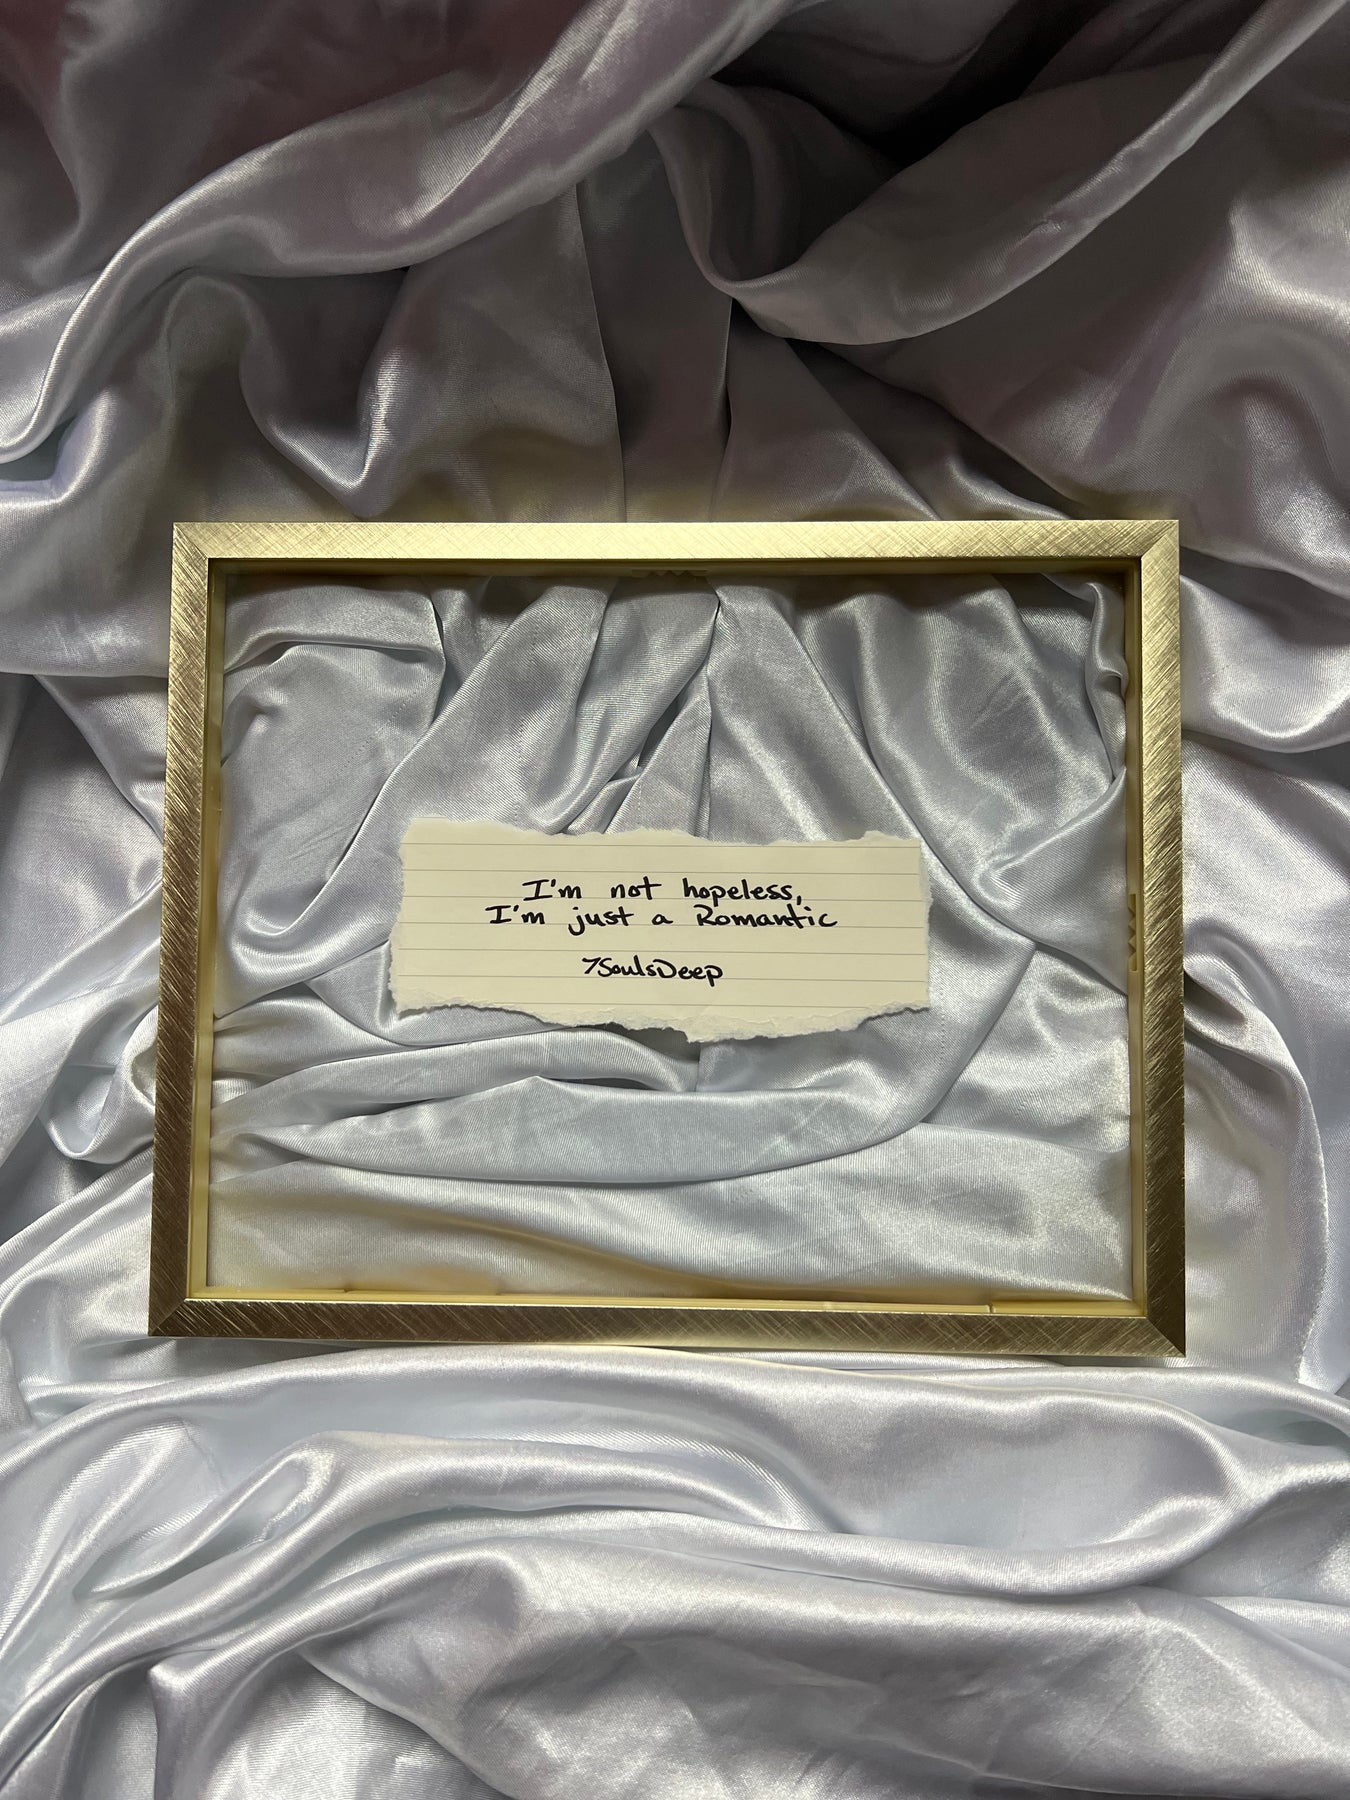 I'm not hopeless,
I'm just a Romantic
7SoulsDeep